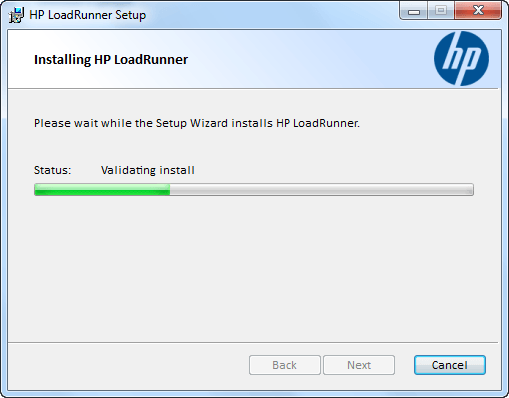 HP LoadRunner Setup
Installing HP LoadRunner
hp
Please wait while the Setup Wizard installs HP LoadRunner.
Status: Validating install
Back Next Cancel